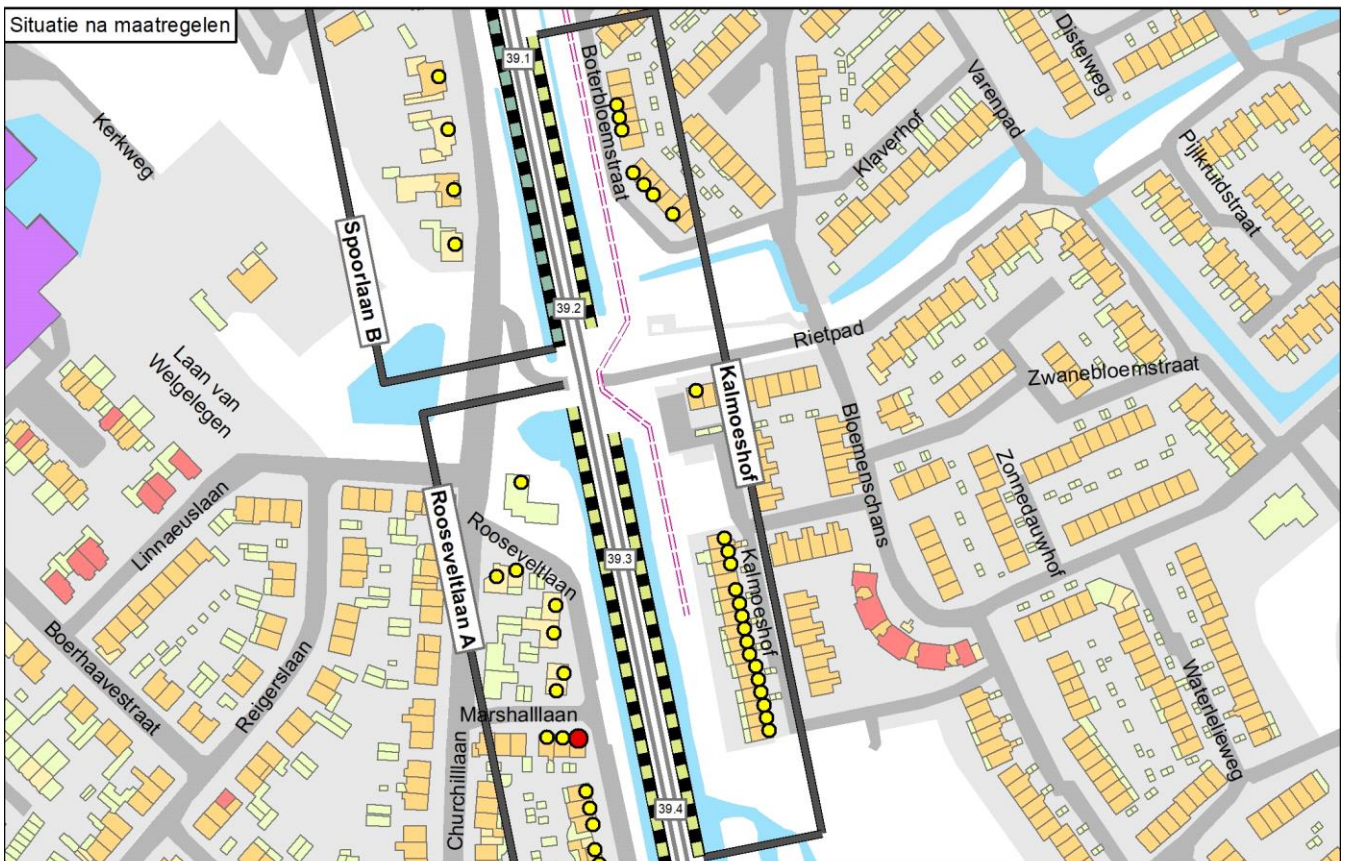 Situatie na maatregelen
39.1
Boterbloemstraat
Distelweg
Varenpad
Kerkweg
Klaverhof
Pijlkruidstraat
Spoorlaan B
39.2
Rietpad
Laan van
Welgelegen
Kalmoeshof
Zwanebloemstraat
Bloemenschans
Zonnedauwhof
Linnaeuslaan
Rooseveltlaan A
Rooseveltlaan
39.3
Kalmoeshof
Boerhaavestraat
Reigerslaan
Marshalllaan
Waterlelieweg
Churchilllaan
39.4